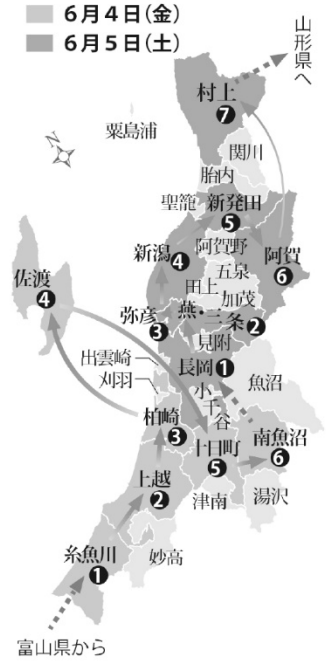 6月4日(金)
6月5日(土)
山形県へ
村上
7
粟島浦
関川
胎内
聖籠
新発田
5
新潟
4
阿賀野
阿賀
6
五泉
佐渡
4
田上
加茂
弥彦
3
燕・三条
2
見附
出雲崎
刈羽
長岡
1
魚沼
小千谷
柏崎
3
十日町
5
南魚沼
6
上越
2
津南
湯沢
糸魚川
1
妙高
富山県から